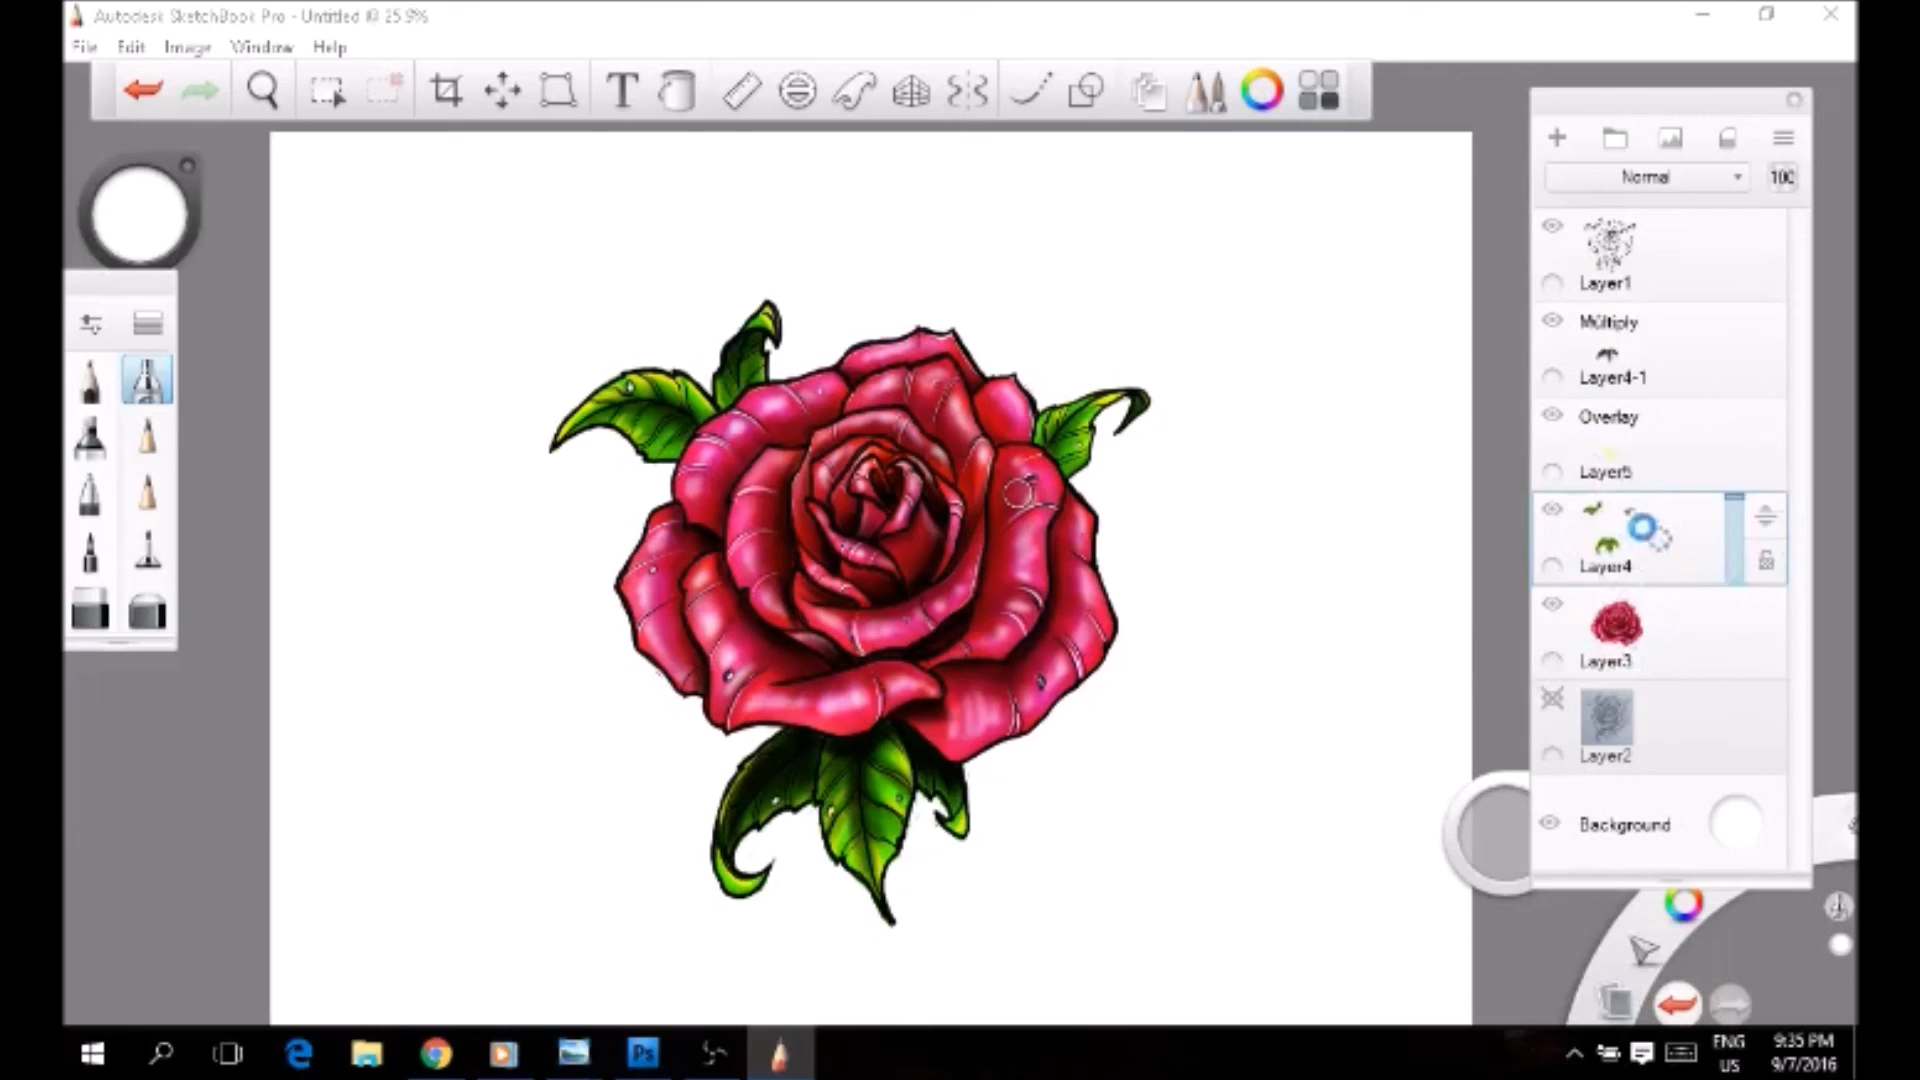 Autodesk SketchBook Pro - Untitled @ 25.9%
File Edit Image Window Help
T
Normal 100
Layer1
Multiply
Layer4-1
Overlay
Layer5
Layer4
Layer3
Layer2
Background
Ps
ENG 9:35 PM
US 9/7/2016